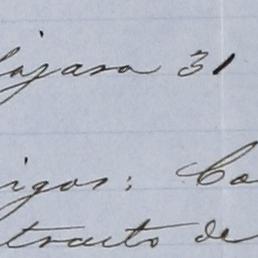 lajara 31
igos: Co
tracto de